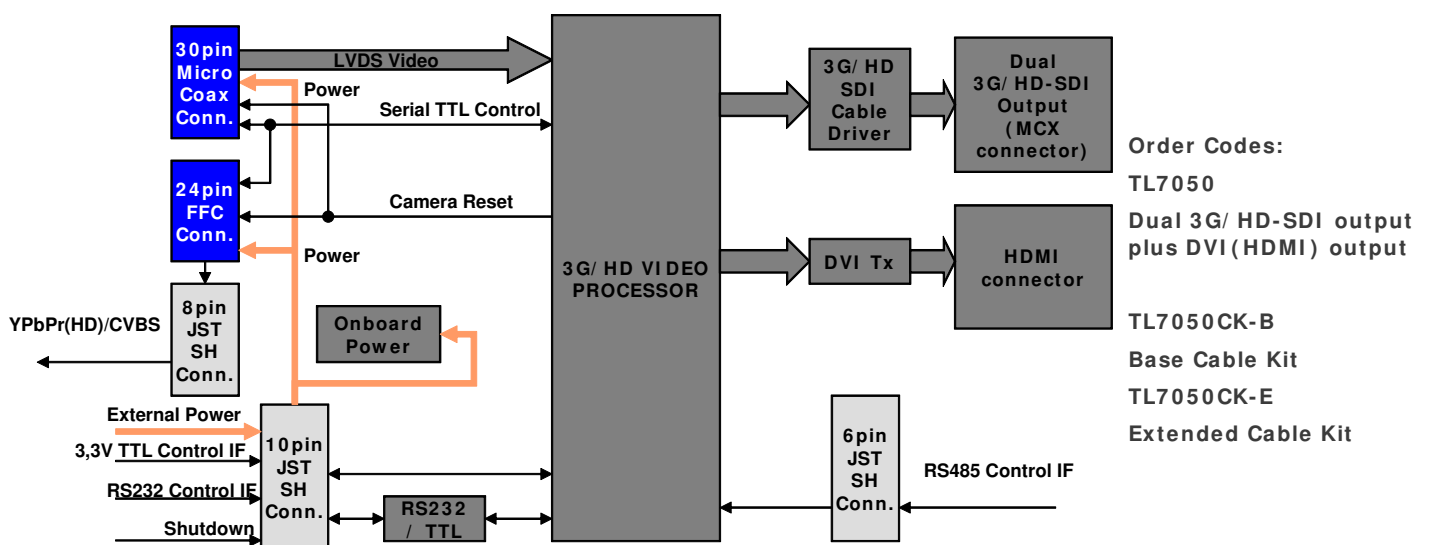 30pin
Micro
Coax
Conn.
LVDS Video
Power
Serial TTL Control
24pin
FFC
Conn.
Camera Reset
Power
8pin
JST
SH
Conn.
YPbPr(HD)/CVBS
Onboard
Power
External Power
3,3V TTL Control IF
RS232 Control IF
Shutdown
10pin
JST
SH
Conn.
RS232
/ TTL
3G/HD VIDEO
PROCESSOR
3G/HD
SDI
Cable
Driver
Dual
3G/HD-SDI
Output
(MCX
connector)
DVI Tx
HDMI
connector
6pin
JST
SH
Conn.
RS485 Control IF
Order Codes:
TL7050
Dual 3G/HD-SDI output
plus DVI(HDMI) output
TL7050CK-B
Base Cable Kit
TL7050CK-E
Extended Cable Kit